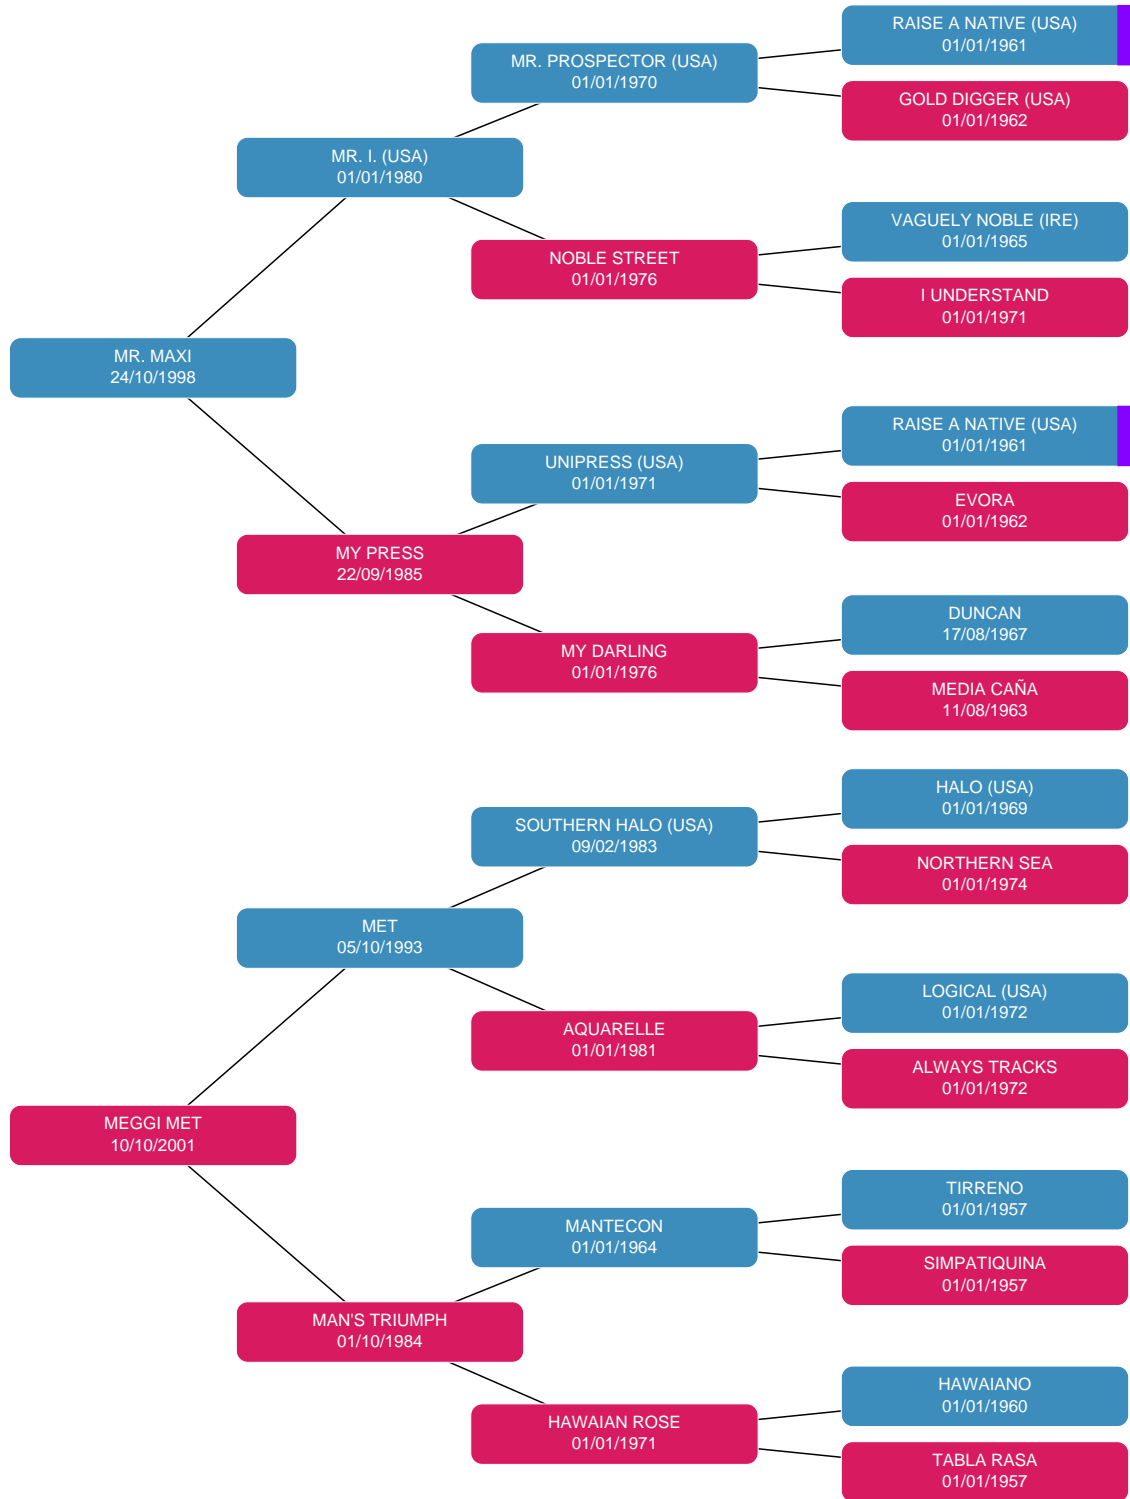 RAISE A NATIVE (USA)
01/01/1961
MR. PROSPECTOR (USA)
01/01/1970
GOLD DIGGER (USA)
01/01/1962
MR. I. (USA)
01/01/1980
VAGUELY NOBLE (IRE)
01/01/1965
NOBLE STREET
01/01/1976
I UNDERSTAND
01/01/1971
MR. MAXI
24/10/1998
RAISE A NATIVE (USA)
01/01/1961
UNIPRESS (USA)
01/01/1971
EVORA
01/01/1962
MY PRESS
22/09/1985
DUNCAN
17/08/1967
MY DARLING
01/01/1976
MEDIA CAÑA
11/08/1963
HALO (USA)
01/01/1969
SOUTHERN HALO (USA)
09/02/1983
NORTHERN SEA
01/01/1974
MET
05/10/1993
LOGICAL (USA)
01/01/1972
AQUARELLE
01/01/1981
ALWAYS TRACKS
01/01/1972
MEGGI MET
10/10/2001
TIRRENO
01/01/1957
MANTECON
01/01/1964
SIMPATIQUINA
01/01/1957
MAN'S TRIUMPH
01/10/1984
HAWAIANO
01/01/1960
HAWAIAN ROSE
01/01/1971
TABLA RASA
01/01/1957